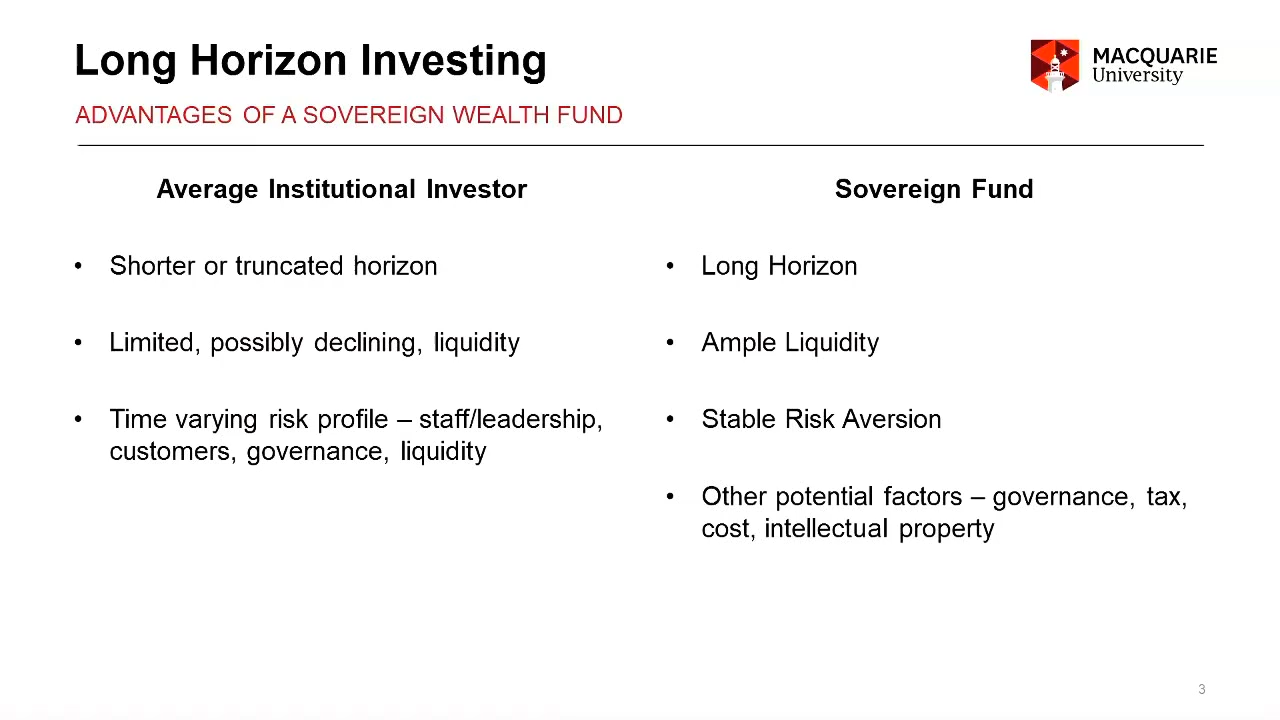 Long Horizon Investing
MACQUARIE
University
ADVANTAGES OF A SOVEREIGN WEALTH FUND
Average Institutional Investor
• Shorter or truncated horizon
• Limited, possibly declining, liquidity
• Time varying risk profile – staff/leadership,
customers, governance, liquidity
Sovereign Fund
• Long Horizon
• Ample Liquidity
• Stable Risk Aversion
• Other potential factors – governance, tax,
cost, intellectual property
3